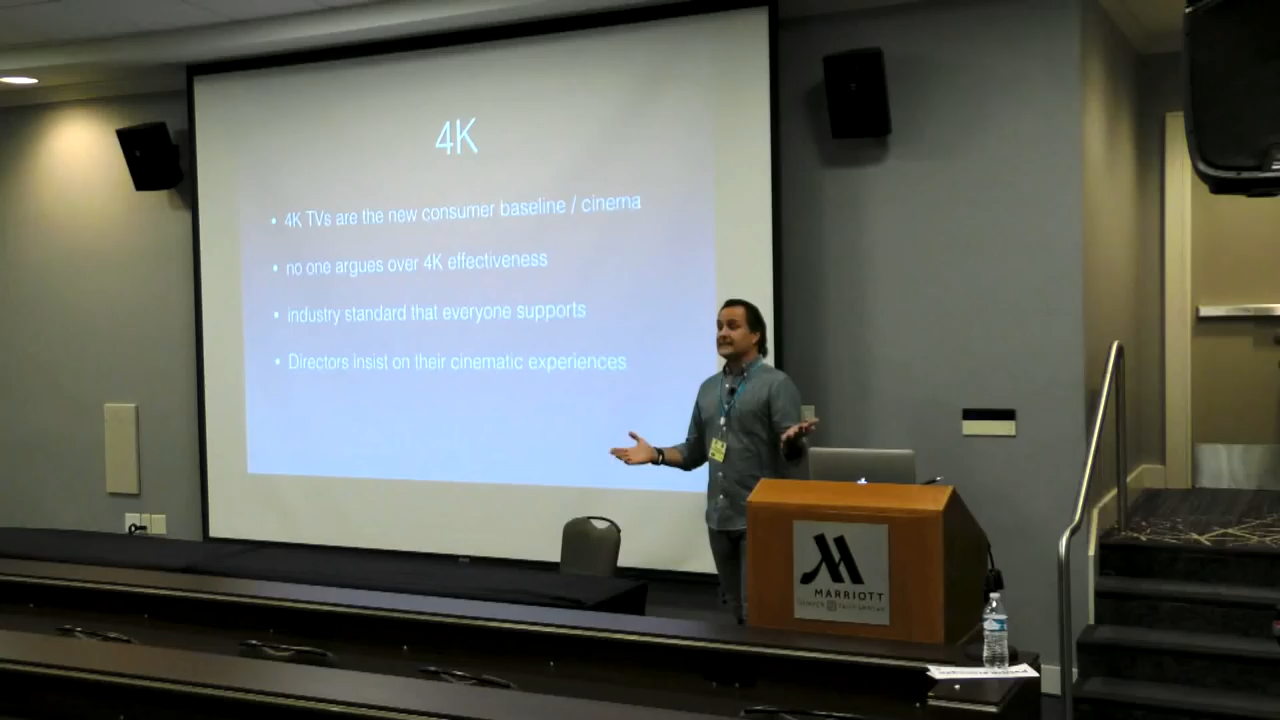 4K
• 4K TVs are the new consumer baseline / cinema
• no one argues over 4K effectiveness
• industry standard that everyone supports
• Directors insist on their cinematic experiences
MARRIOTT